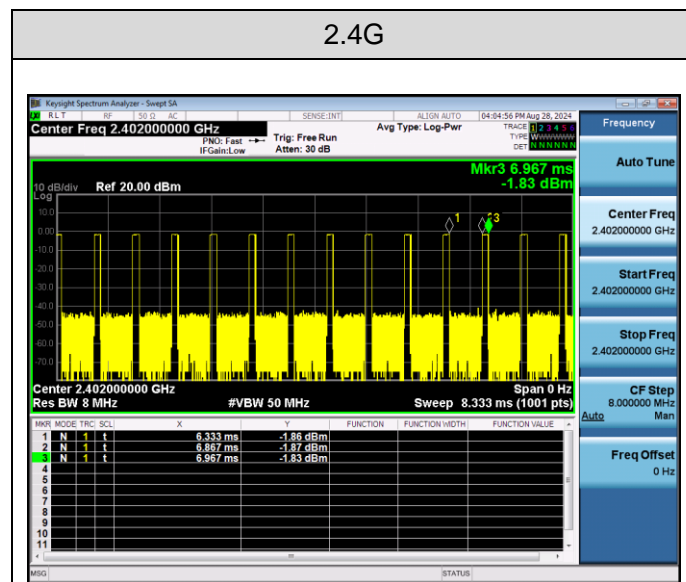 2.4G
Keysight Spectrum Analyzer - Swept SA
RLT RF 50 Ω AC SENSE:INT ALIGN AUTO 04:04:56 PM Aug 28, 2024
Center Freq 2.402000000 GHz
PNO: Fast
IFGain:Low
Trig: Free Run
Atten: 30 dB
Avg Type: Log-Pwr
TRACE 1 2 3 4 5 6
TYPE WWWWWW
DET N N N N N N
Mkr3 6.967 ms
-1.83 dBm
10 dB/div Ref 20.00 dBm
Log
10.0
0.00
-10.0
-20.0
-30.0
-40.0
-50.0
-60.0
-70.0
1
3
Center 2.402000000 GHz Span 0 Hz
Res BW 8 MHz #VBW 50 MHz Sweep 8.333 ms (1001 pts)
MKR MODE TRC SCL X Y FUNCTION FUNCTION WIDTH FUNCTION VALUE
1 N 1 t 6.333 ms -1.86 dBm
2 N 1 t 6.867 ms -1.87 dBm
3 N 1 t 6.967 ms -1.83 dBm
4
5
6
7
8
9
10
11
MSG STATUS
Frequency
Auto Tune
Center Freq
2.402000000 GHz
Start Freq
2.402000000 GHz
Stop Freq
2.402000000 GHz
CF Step
8.000000 MHz
Auto Man
Freq Offset
0 Hz